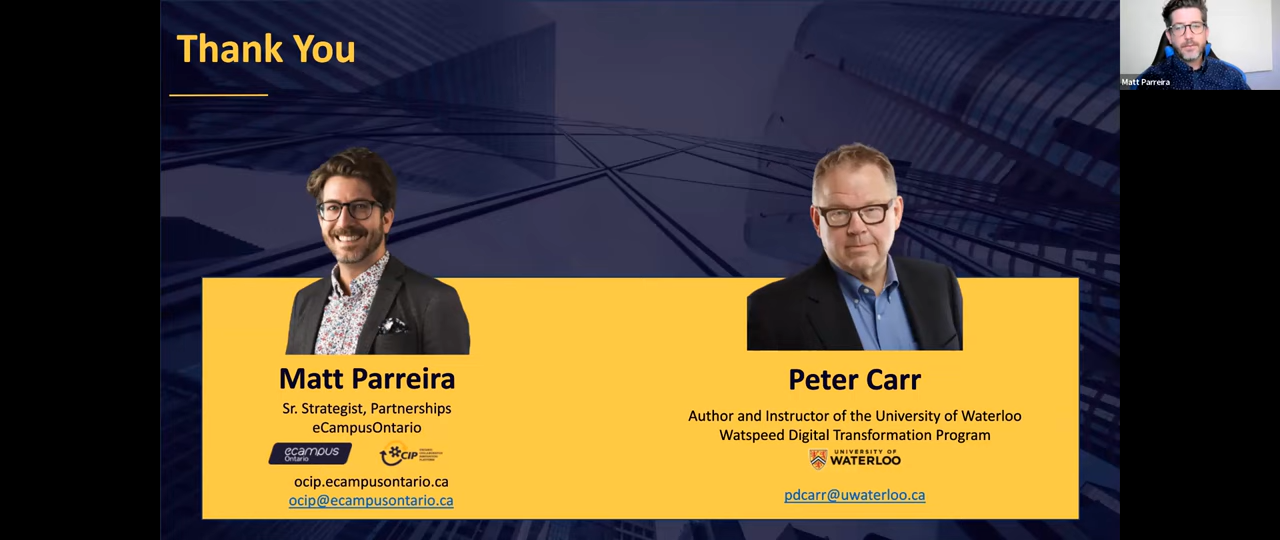 Thank You
Matt Parreira
Matt Parreira
Sr. Strategist, Partnerships
eCampusOntario
ecampus
Ontario
CIP
ocip.ecampusontario.ca
ocip@ecampusontario.ca
Peter Carr
Author and Instructor of the University of Waterloo
Watspeed Digital Transformation Program
UNIVERSITY OF
WATERLOO
pdcarr@uwaterloo.ca